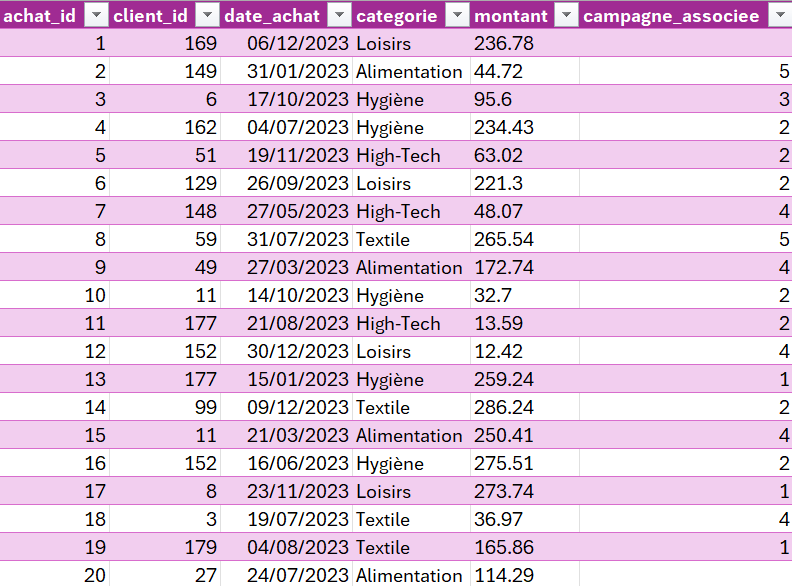 achat_id client_id date_achat categorie montant campagne_associee
1 169 06/12/2023 Loisirs 236.78
2 149 31/01/2023 Alimentation 44.72 5
3 6 17/10/2023 Hygiène 95.6 3
4 162 04/07/2023 Hygiène 234.43 2
5 51 19/11/2023 High-Tech 63.02 2
6 129 26/09/2023 Loisirs 221.3 2
7 148 27/05/2023 High-Tech 48.07 4
8 59 31/07/2023 Textile 265.54 5
9 49 27/03/2023 Alimentation 172.74 4
10 11 14/10/2023 Hygiène 32.7 2
11 177 21/08/2023 High-Tech 13.59 2
12 152 30/12/2023 Loisirs 12.42 4
13 177 15/01/2023 Hygiène 259.24 1
14 99 09/12/2023 Textile 286.24 2
15 11 21/03/2023 Alimentation 250.41 4
16 152 16/06/2023 Hygiène 275.51 2
17 8 23/11/2023 Loisirs 273.74 1
18 3 19/07/2023 Textile 36.97 4
19 179 04/08/2023 Textile 165.86 1
20 27 24/07/2023 Alimentation 114.29